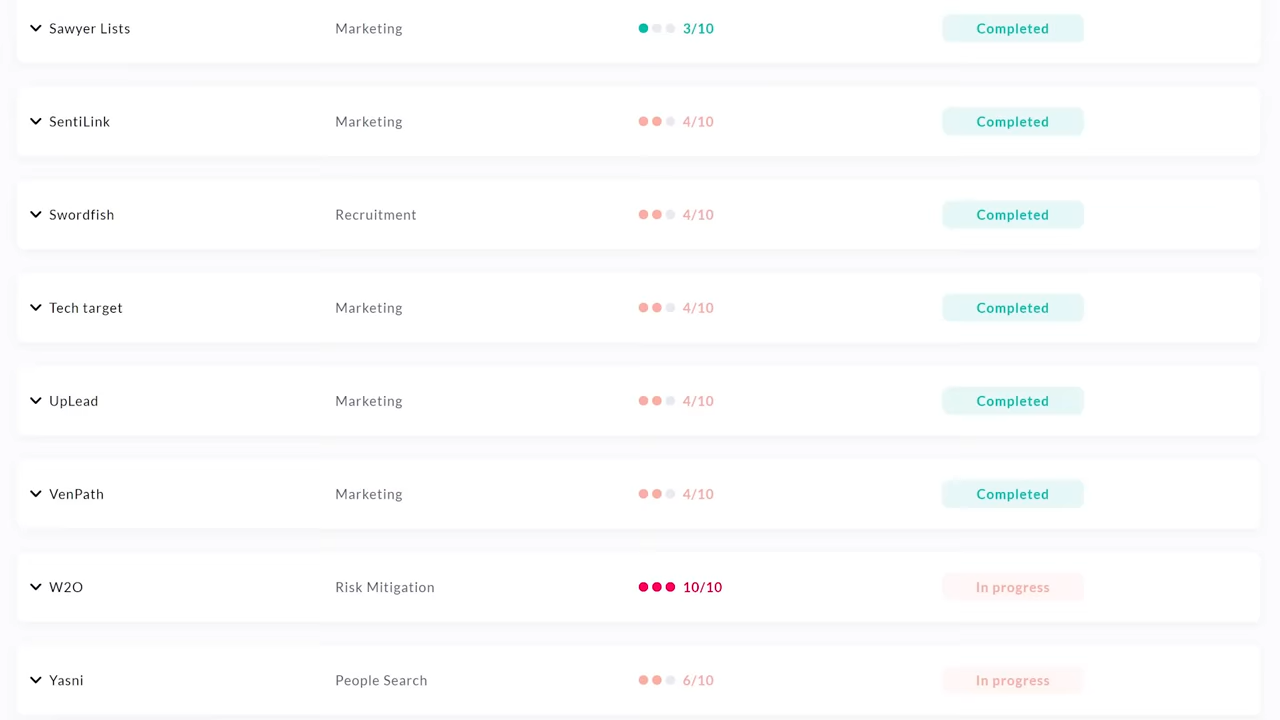 Sawyer Lists Marketing 3/10 Completed
SentiLink Marketing 4/10 Completed
Swordfish Recruitment 4/10 Completed
Tech target Marketing 4/10 Completed
UpLead Marketing 4/10 Completed
VenPath Marketing 4/10 Completed
W2O Risk Mitigation 10/10 In progress
Yasni People Search 6/10 In progress